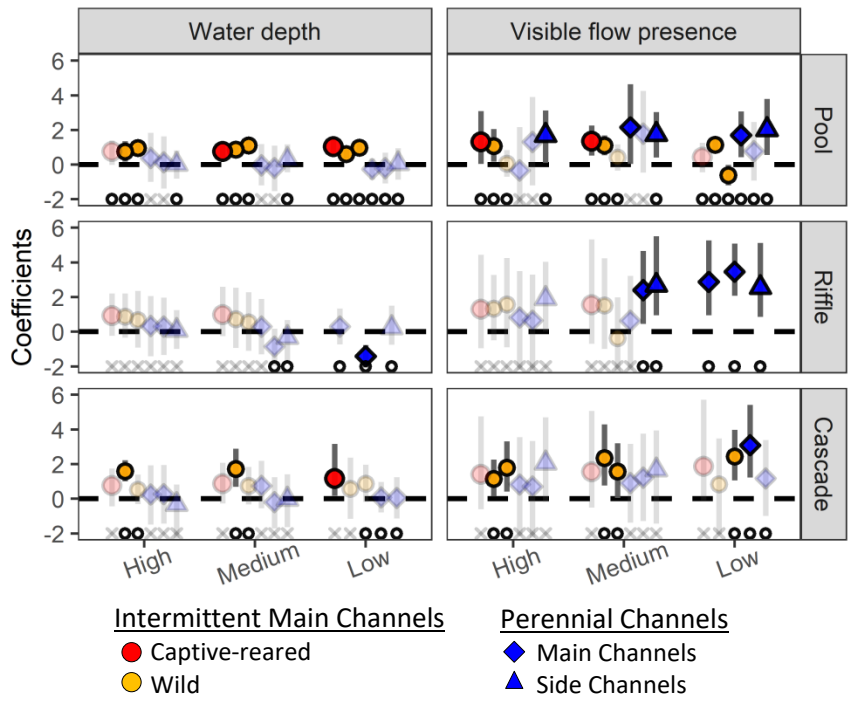 Water depth
Visible flow presence
Coefficients
6
4
2
0
-2
Pool
6
4
2
0
-2
Riffle
6
4
2
0
-2
Cascade
High
Medium
Low
High
Medium
Low
Intermittent Main Channels
Captive-reared
Wild
Perennial Channels
Main Channels
Side Channels